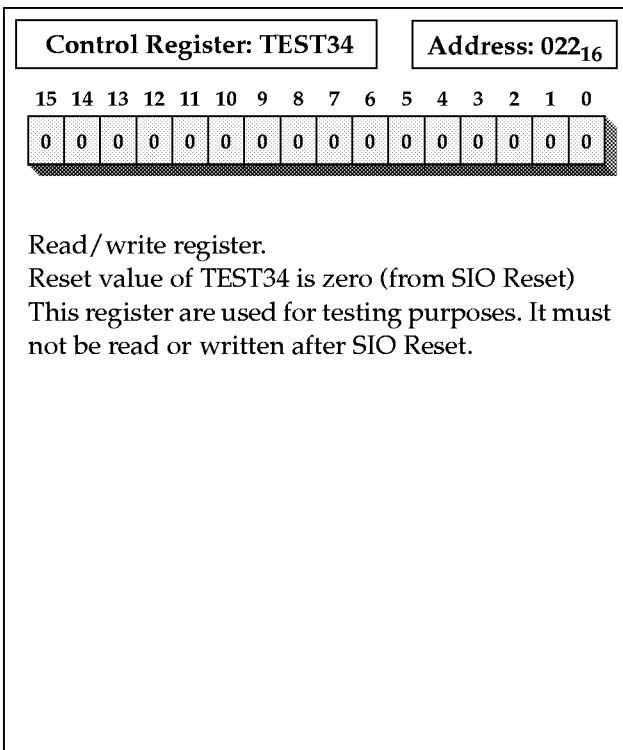 Control Register: TEST34 Address: 022₁₆
15 14 13 12 11 10 9 8 7 6 5 4 3 2 1 0
0 0 0 0 0 0 0 0 0 0 0 0 0 0 0 0
Read/write register.
Reset value of TEST34 is zero (from SIO Reset)
This register are used for testing purposes. It must
not be read or written after SIO Reset.